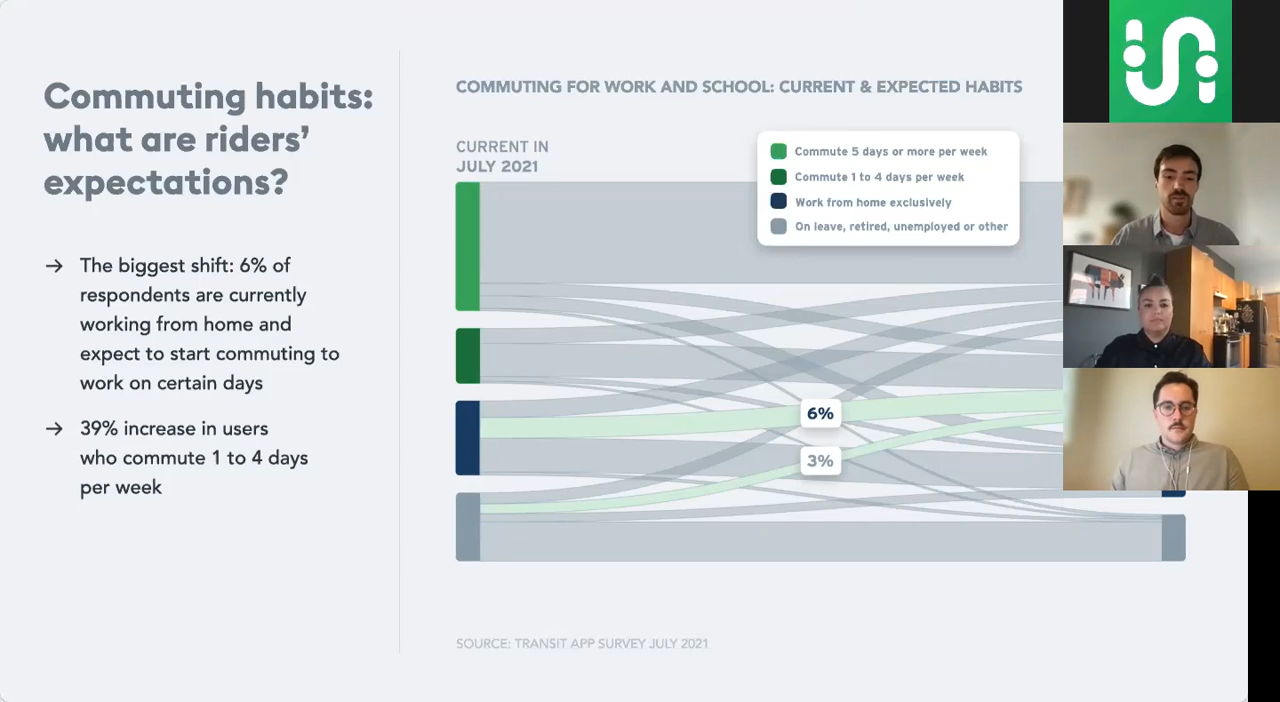 Commuting habits:
what are riders’
expectations?
→ The biggest shift: 6% of
respondents are currently
working from home and
expect to start commuting to
work on certain days
→ 39% increase in users
who commute 1 to 4 days
per week
COMMUTING FOR WORK AND SCHOOL: CURRENT & EXPECTED HABITS
CURRENT IN
JULY 2021
Commute 5 days or more per week
Commute 1 to 4 days per week
Work from home exclusively
On leave, retired, unemployed or other
6%
3%
SOURCE: TRANSIT APP SURVEY JULY 2021